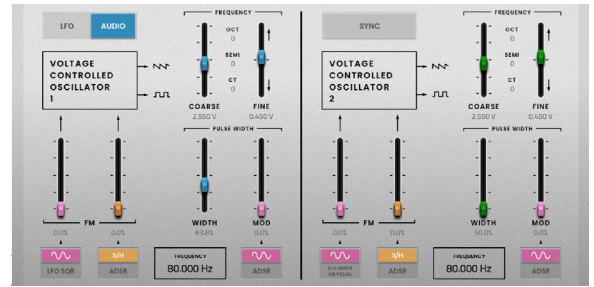 LFO
AUDIO
VOLTAGE
CONTROLLED
OSCILLATOR
1
FREQUENCY
OCT
0
SEMI
0
CT
0
COARSE
2.550 V
FINE
0.450 V
FM
0.0%
0.0%
PULSE WIDTH
WIDTH
63.8%
MOD
0.0%
LFO SQR
S/H
ADSR
FREQUENCY
80.000 Hz
ADSR
SYNC
VOLTAGE
CONTROLLED
OSCILLATOR
2
FREQUENCY
OCT
0
SEMI
0
CT
0
COARSE
2.550 V
FINE
0.450 V
FM
0.0%
0.0%
PULSE WIDTH
WIDTH
50.0%
MOD
0.0%
S/H MIXER
OR PEDAL
S/H
ADSR
FREQUENCY
80.000 Hz
ADSR